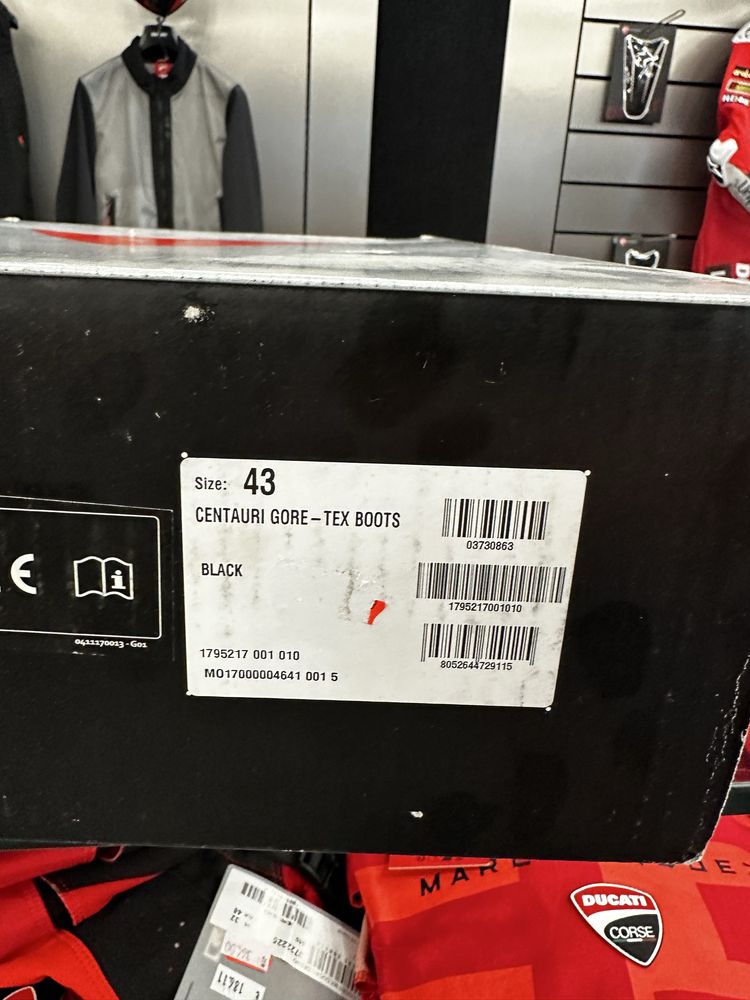 Size: 43
CENTAURI GORE–TEX BOOTS
BLACK
1795217 001 010
MO17000004641 001 5
03730863
1795217001010
8052644729115
CE
i
0411170013 - G01
DUCATI
CORSE